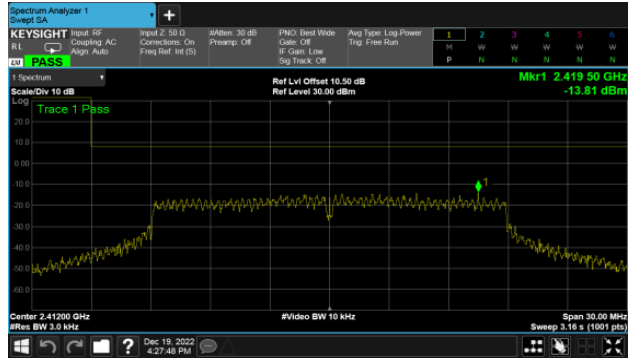 Spectrum Analyzer 1
Swept SA
+
KEYSIGHT Input: RF
R L Coupling: AC
Align: Auto
LXI PASS
Input Z: 50 Ω
Corrections: On
Freq Ref: Int (S)
#Atten: 30 dB
Preamp: Off
PNO: Best Wide
Gate: Off
IF Gain: Low
Sig Track: Off
Avg Type: Log-Power
Trig: Free Run
1 2 3 4 5 6
M W W W W W
P N N N N N
1 Spectrum
Scale/Div 10 dB
Ref Lvl Offset 10.50 dB
Ref Level 30.00 dBm
Mkr1 2.419 50 GHz
-13.81 dBm
Log
Trace 1 Pass
20.0
10.0
0.00
-10.0
-20.0
-30.0
-40.0
-50.0
-60.0
1
Center 2.41200 GHz
#Res BW 3.0 kHz
#Video BW 10 kHz
Span 30.00 MHz
Sweep 3.16 s (1001 pts)
?
Dec 19, 2022
4:27:48 PM